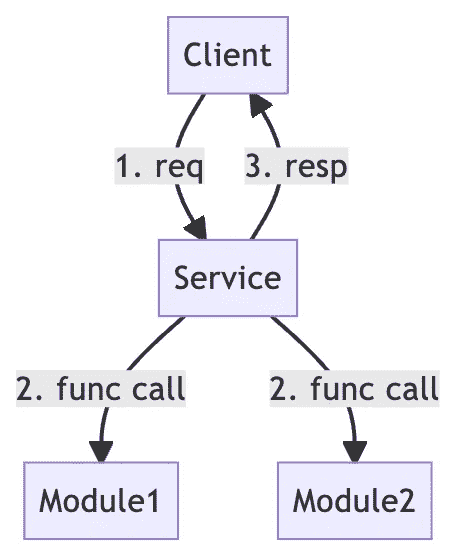 Client
1. req
3. resp
Service
2. func call
2. func call
Module1
Module2